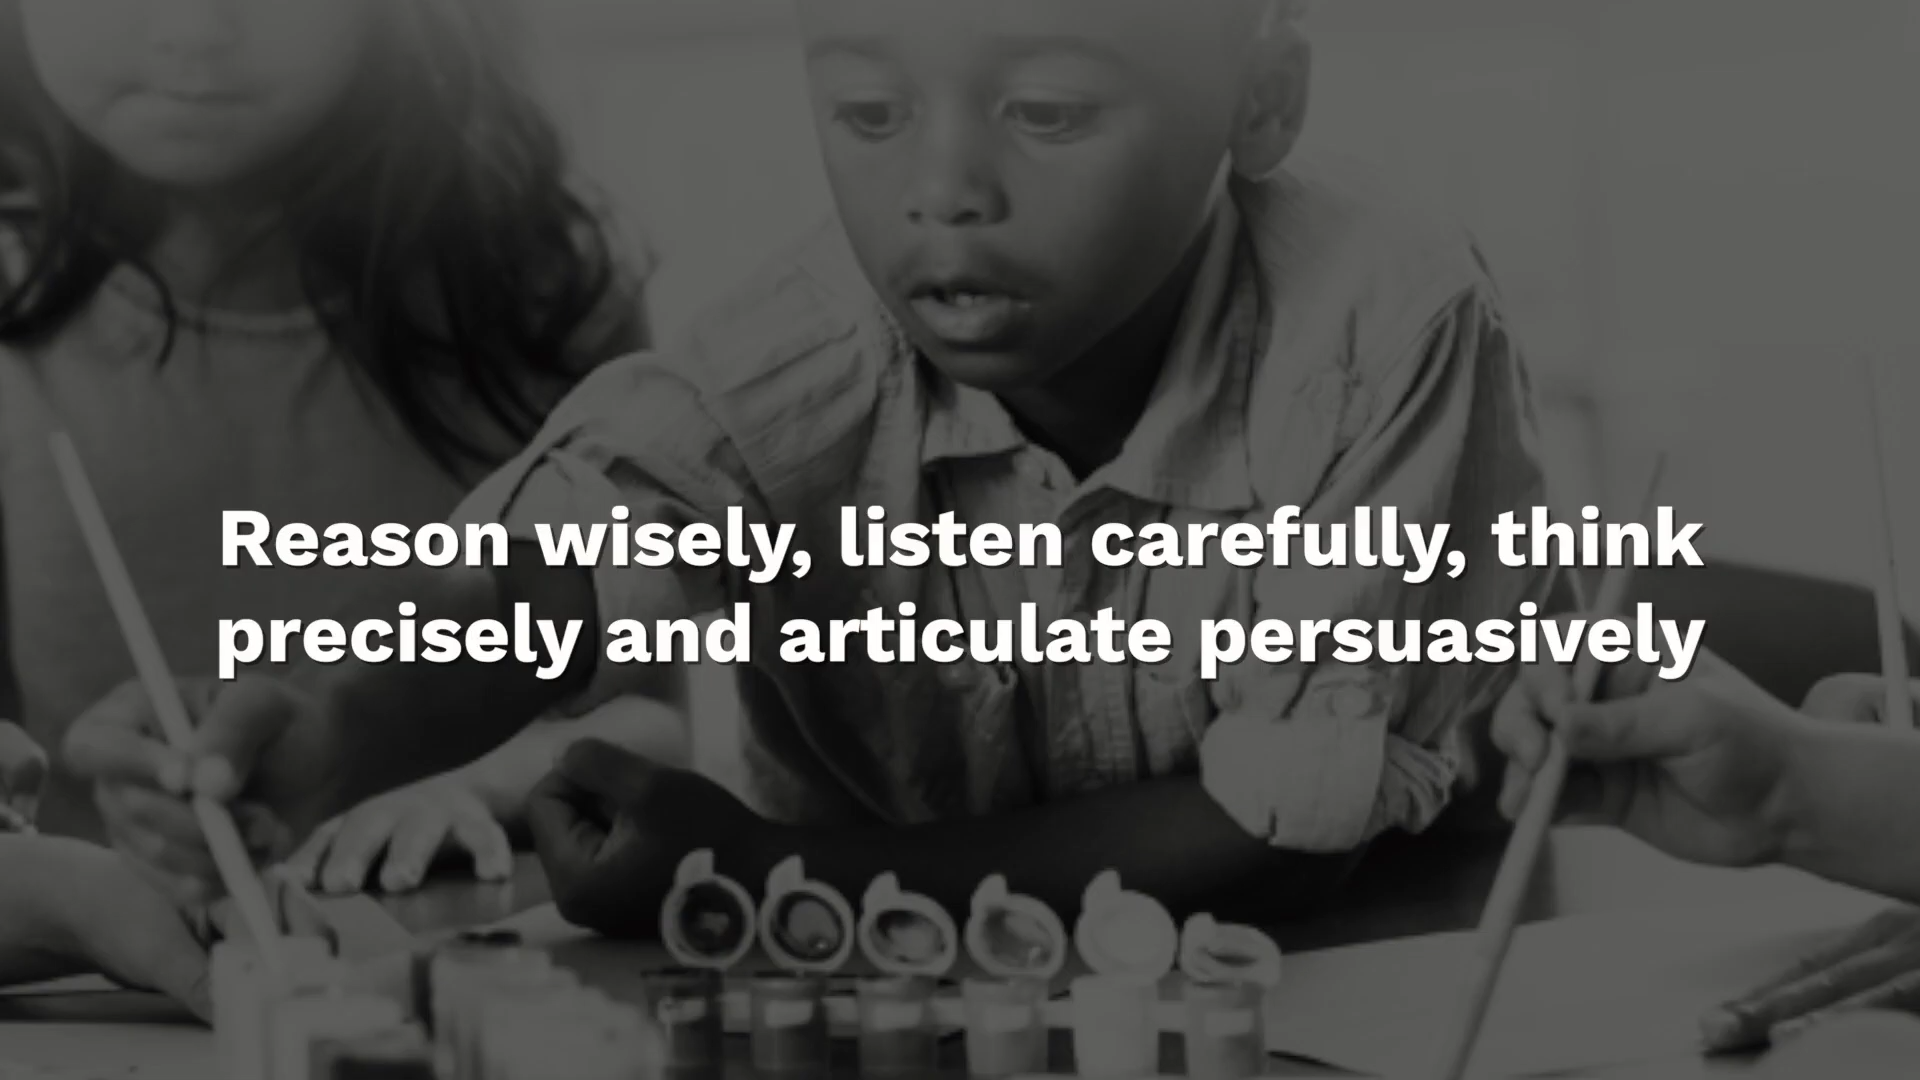 Reason wisely, listen carefully, think
precisely and articulate persuasively